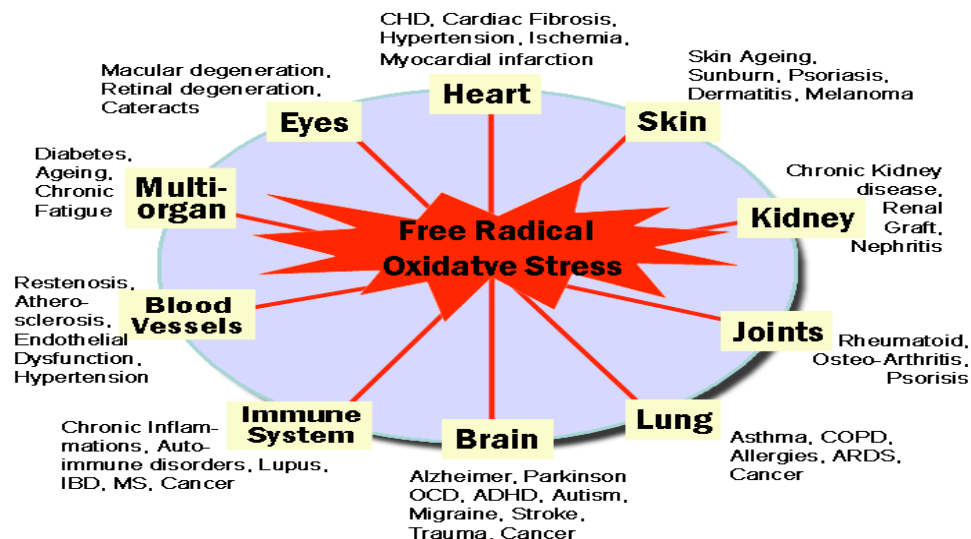 CHD, Cardiac Fibrosis,
Hypertension, Ischemia,
Myocardial infarction
Heart
Skin Ageing,
Sunburn, Psoriasis,
Dermatitis, Melanoma
Skin
Macular degeneration,
Retinal degeneration,
Cateracts
Eyes
Diabetes,
Ageing,
Chronic
Fatigue
Multi-
organ
Chronic Kidney
disease,
Renal
Graft,
Nephritis
Kidney
Free Radical
Oxidatve Stress
Restenosis,
Athero-
sclerosis,
Endothelial
Dysfunction,
Hypertension
Blood
Vessels
Joints
Rheumatoid,
Osteo-Arthritis,
Psorisis
Chronic Inflam-
mations, Auto-
immune disorders, Lupus,
IBD, MS, Cancer
Immune
System
Brain
Alzheimer, Parkinson
OCD, ADHD, Autism,
Migraine, Stroke,
Trauma, Cancer
Lung
Asthma, COPD,
Allergies, ARDS,
Cancer